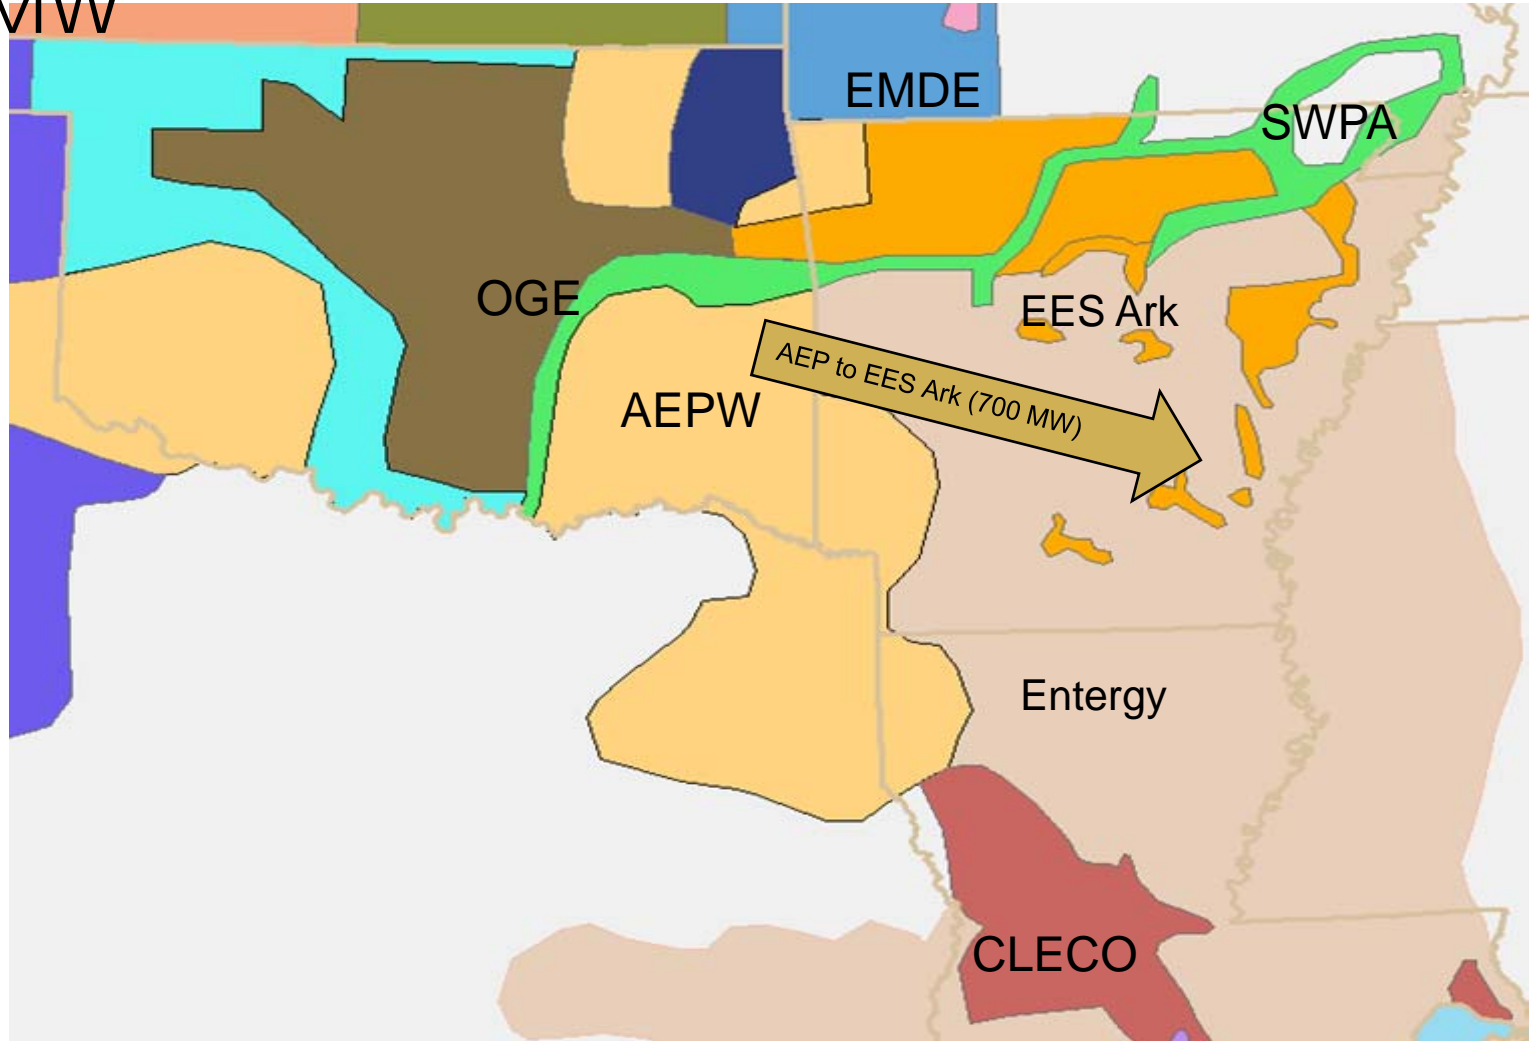 EMDE
SWPA
OGE
EES Ark
AEP to EES Ark (700 MW)
AEPW
Entergy
CLECO